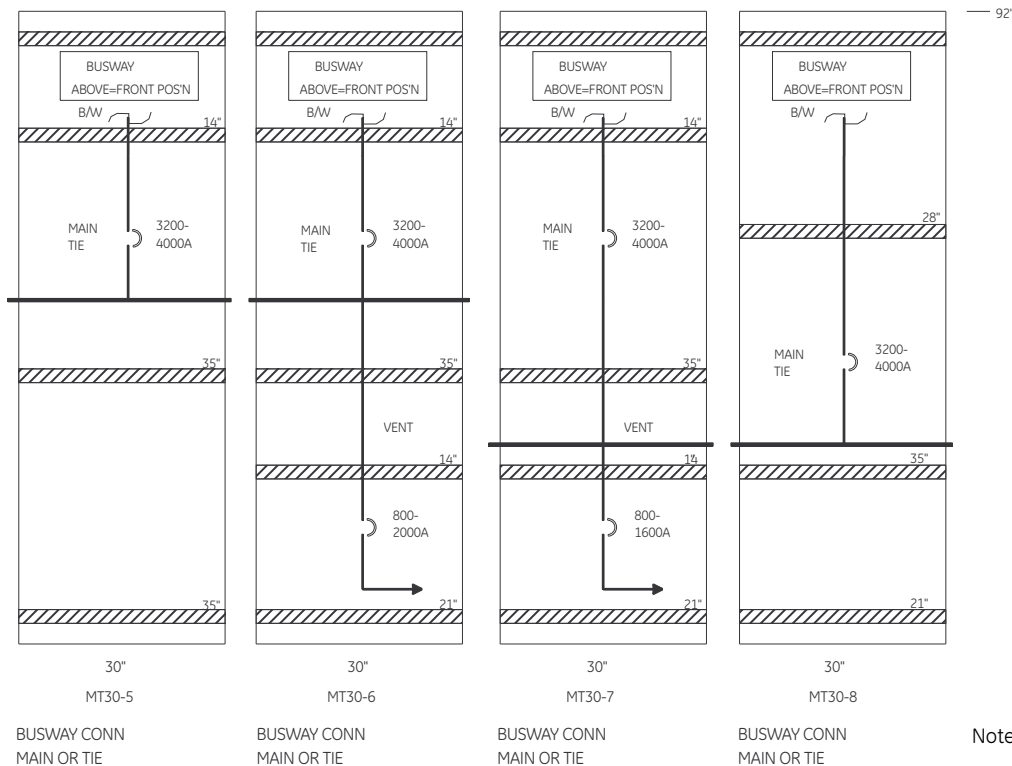 92"
BUSWAY
ABOVE=FRONT POS'N
B/W
14"
MAIN
TIE
3200-
4000A
35"
35"
30"
MT30-5
BUSWAY CONN
MAIN OR TIE
BUSWAY
ABOVE=FRONT POS'N
B/W
14"
MAIN
TIE
3200-
4000A
35"
VENT
14"
800-
2000A
21"
30"
MT30-6
BUSWAY CONN
MAIN OR TIE
BUSWAY
ABOVE=FRONT POS'N
B/W
14"
MAIN
TIE
3200-
4000A
35"
VENT
14
800-
1600A
21"
30"
MT30-7
BUSWAY CONN
MAIN OR TIE
BUSWAY
ABOVE=FRONT POS'N
B/W
28"
MAIN
TIE
3200-
4000A
35"
21"
30"
MT30-8
BUSWAY CONN
MAIN OR TIE
Note